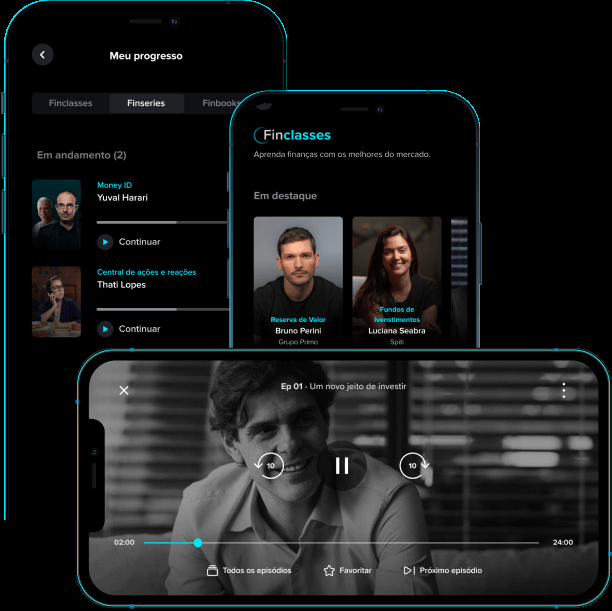 Meu progresso
Finclasses
Finseries
Finbooks
Em andamento (2)
Money ID
Yuval Harari
Continuar
Central de ações e reações
Thati Lopes
Continuar
Finclasses
Aprenda finanças com os melhores do mercado.
Em destaque
Reserva de Valor
Bruno Perini
Grupo Primo
Fundos de
ivenstimentos
Luciana Seabra
Spiti
Ep 01 - Um novo jeito de investir
10
10
02:00
24:00
Todos os episódios
Favoritar
Próximo episódio